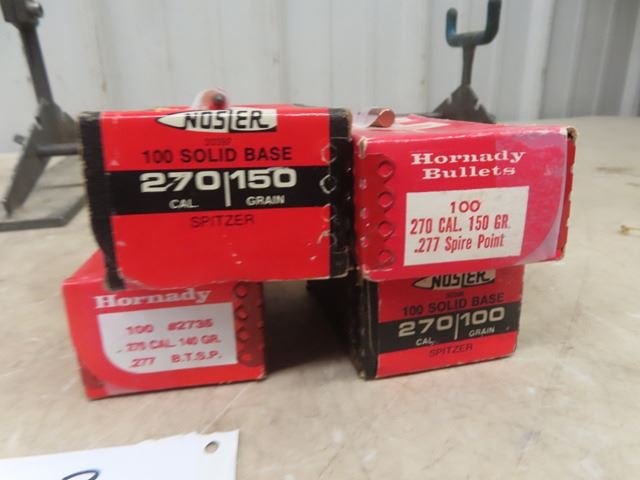 NOSLER
100 SOLID BASE
270|150
CAL. GRAIN
SPITZER
Hornady
Bullets
100
270 CAL. 150 GR.
.277 Spire Point
Hornady
100 #2735
.270 CAL. 140 GR.
.277 B.T.S.P.
NOSLER
100 SOLID BASE
270|100
CAL. GRAIN
SPITZER